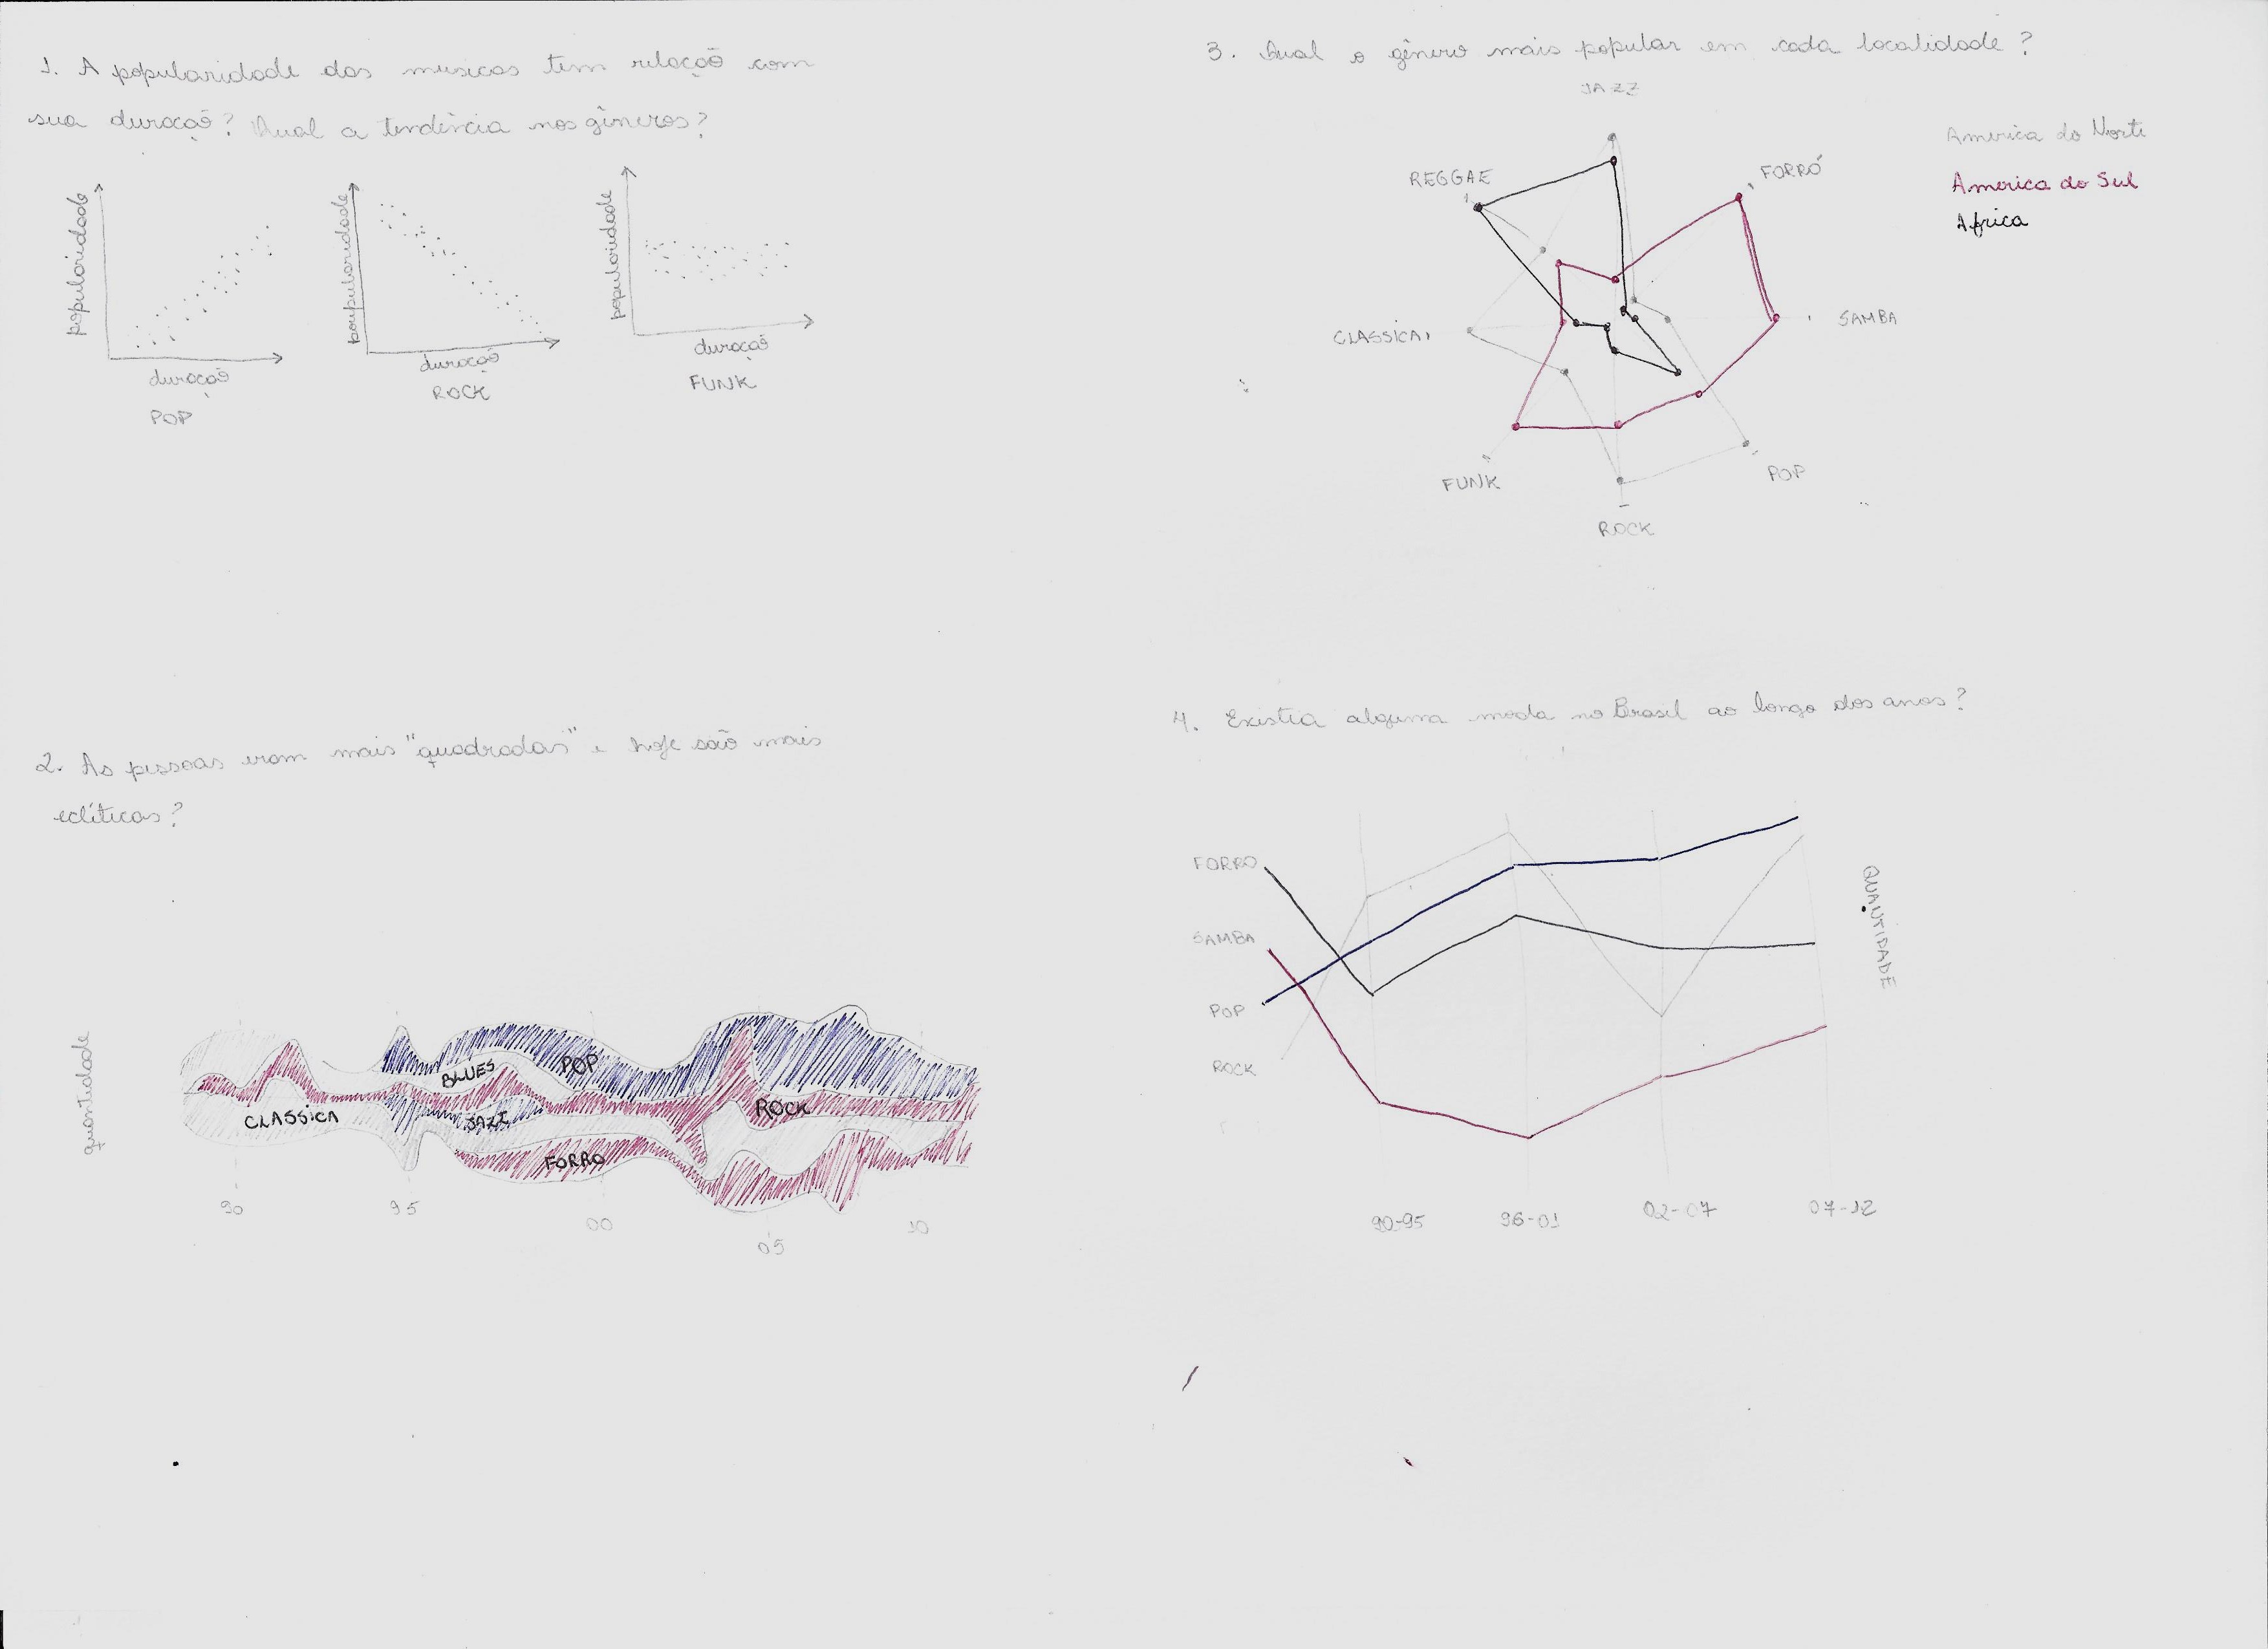 1. A popularidade das musicas tem relação com
sua duração? Qual a tendência nos gêneros?
popularidade
duração
POP
poupularidade
duração
ROCK
popularidade
duração
FUNK
2. As pessoas eram mais "quadradas" e hoje são mais
ecléticas?
quantidade
POP
BLUES
CLASSICA
JAZZ
ROCK
FORRO
90
95
00
05
10
3. Qual o gênero mais popular em cada localidade?
JAZZ
REGGAE
FORRÓ
CLASSICA
SAMBA
FUNK
POP
ROCK
America do Norte
America do Sul
Africa
4. Existia alguma moda no Brasil ao longo dos anos?
FORRO
SAMBA
POP
ROCK
QUANTIDADE
90-95
96-01
02-07
07-12